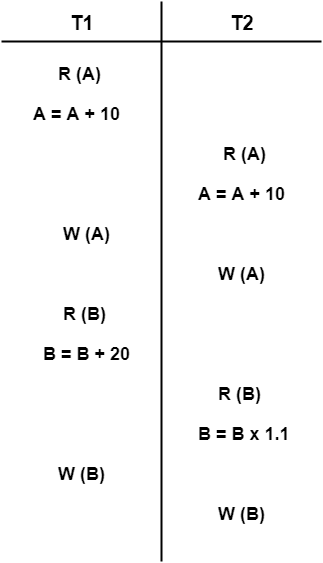 T1 T2
R (A)
A = A + 10
R (A)
A = A + 10
W (A)
W (A)
R (B)
B = B + 20
R (B)
B = B x 1.1
W (B)
W (B)